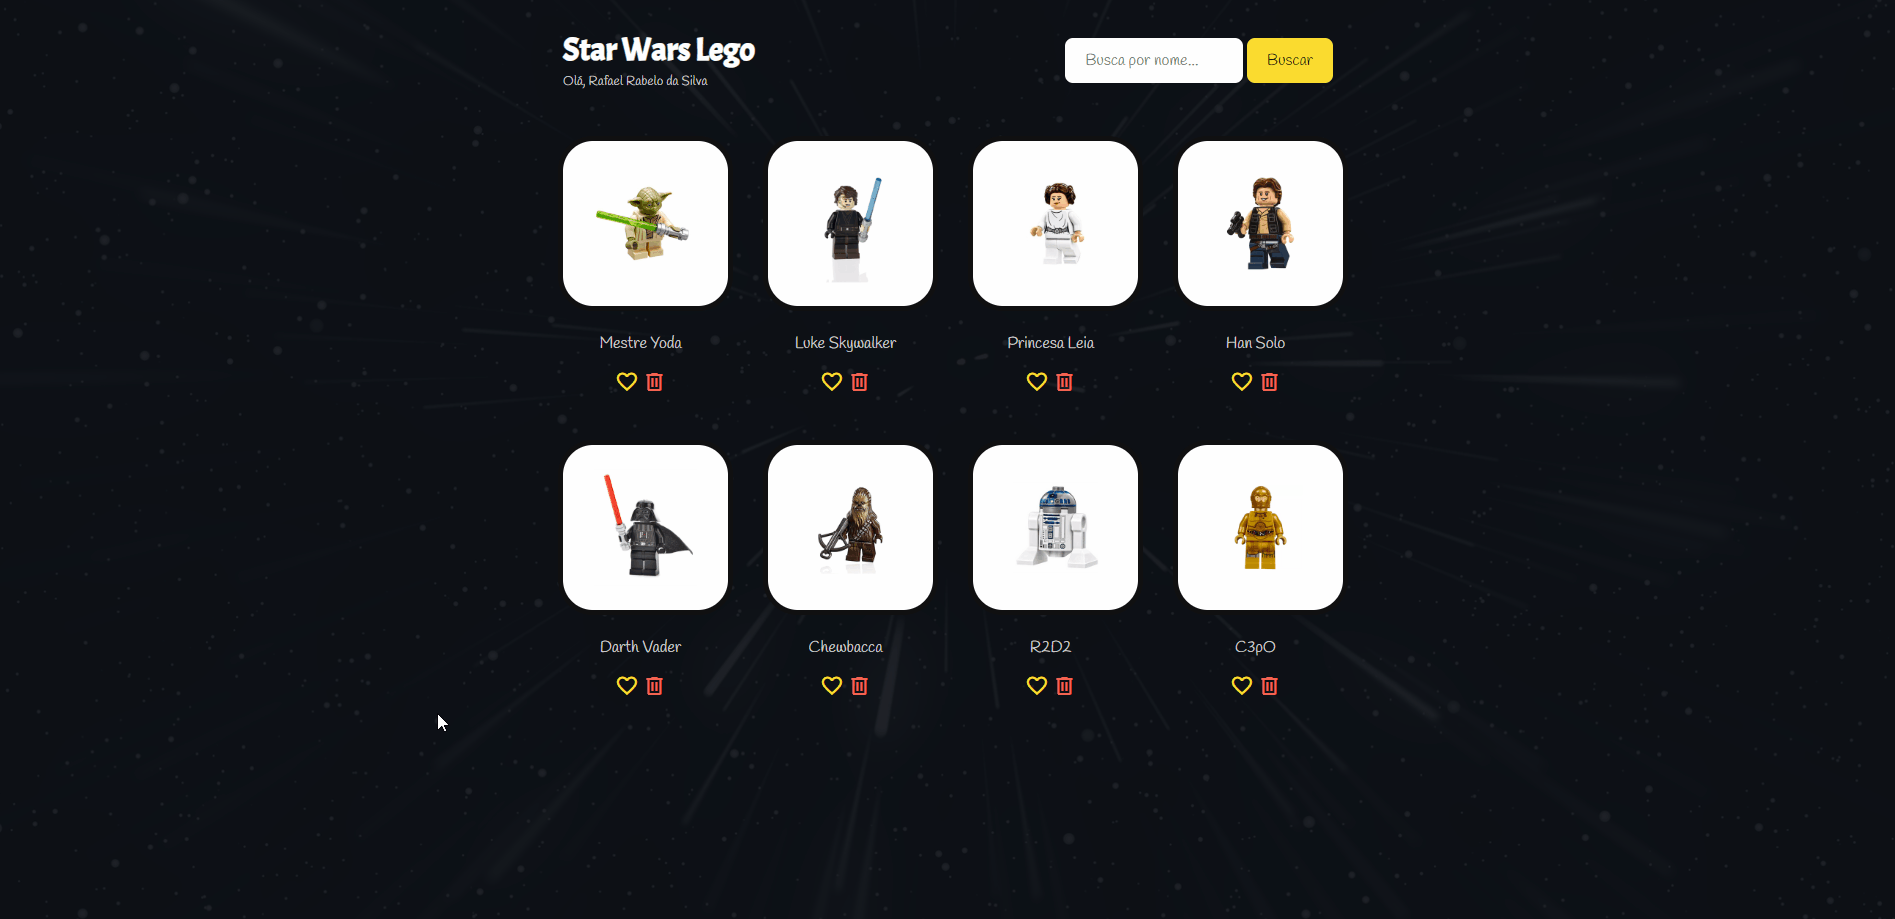 Star Wars Lego
Olá, Rafael Rabelo da Silva
Busca por nome...
Buscar
Mestre Yoda
Luke Skywalker
Princesa Leia
Han Solo
Darth Vader
Chewbacca
R2D2
C3pO